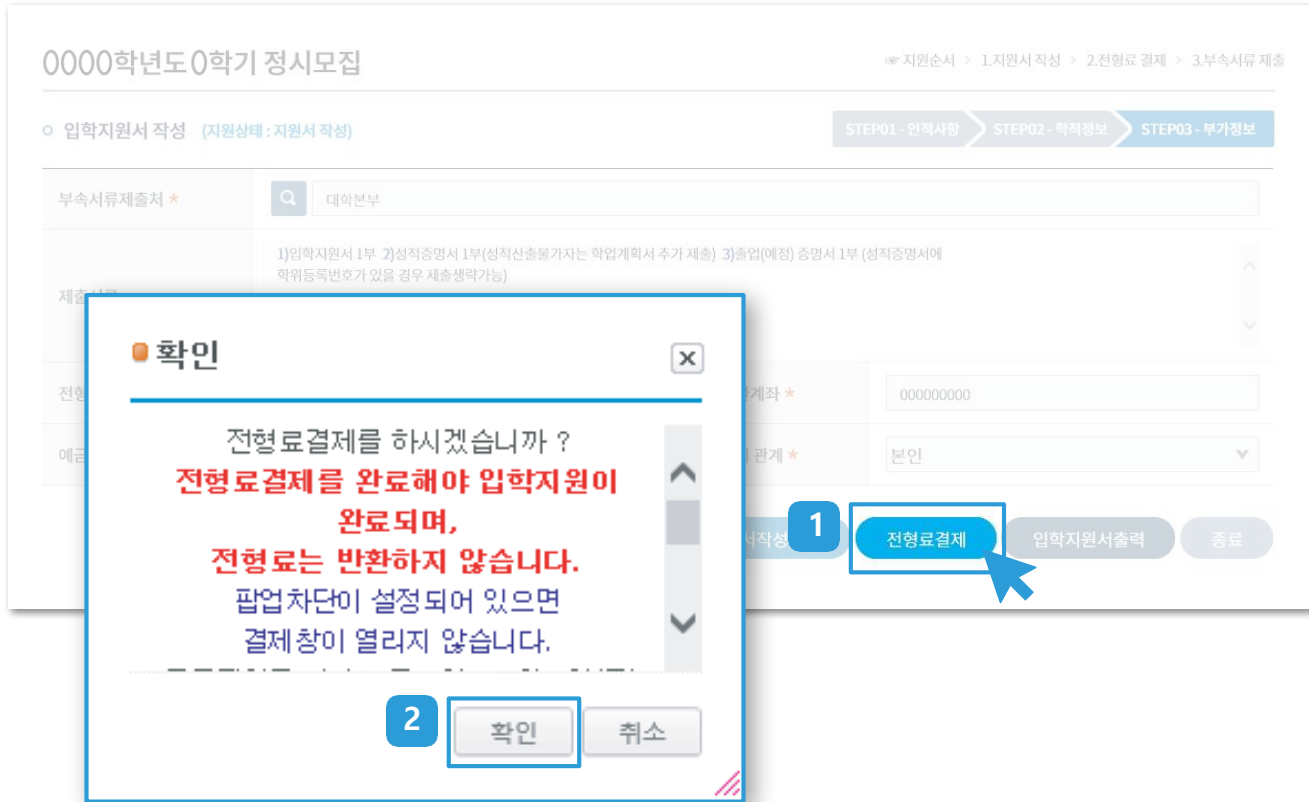 0000학년도 0학기 정시모집
☞ 지원순서 > 1.지원서 작성 > 2.전형료 결제 > 3.부속서류 제출
입학지원서 작성 (지원상태 : 지원서 작성)
STEP01 - 인적사항 STEP02 - 학적정보 STEP03 - 부가정보
부속서류제출처 *
대학본부
1)입학지원서 1부 2)성적증명서 1부(성적산출불가자는 학업계획서 추가 제출) 3)졸업(예정) 증명서 1부 (성적증명서에
학위등록번호가 있을 경우 제출생략가능)
계좌 *
000000000
관계 *
본인
1
전형료결제
입학지원서출력
종료
확인
전형료결제를 하시겠습니까 ?
전형료결제를 완료해야 입학지원이
완료되며,
전형료는 반환하지 않습니다.
팝업차단이 설정되어 있으면
결제창이 열리지 않습니다.
2
확인
취소